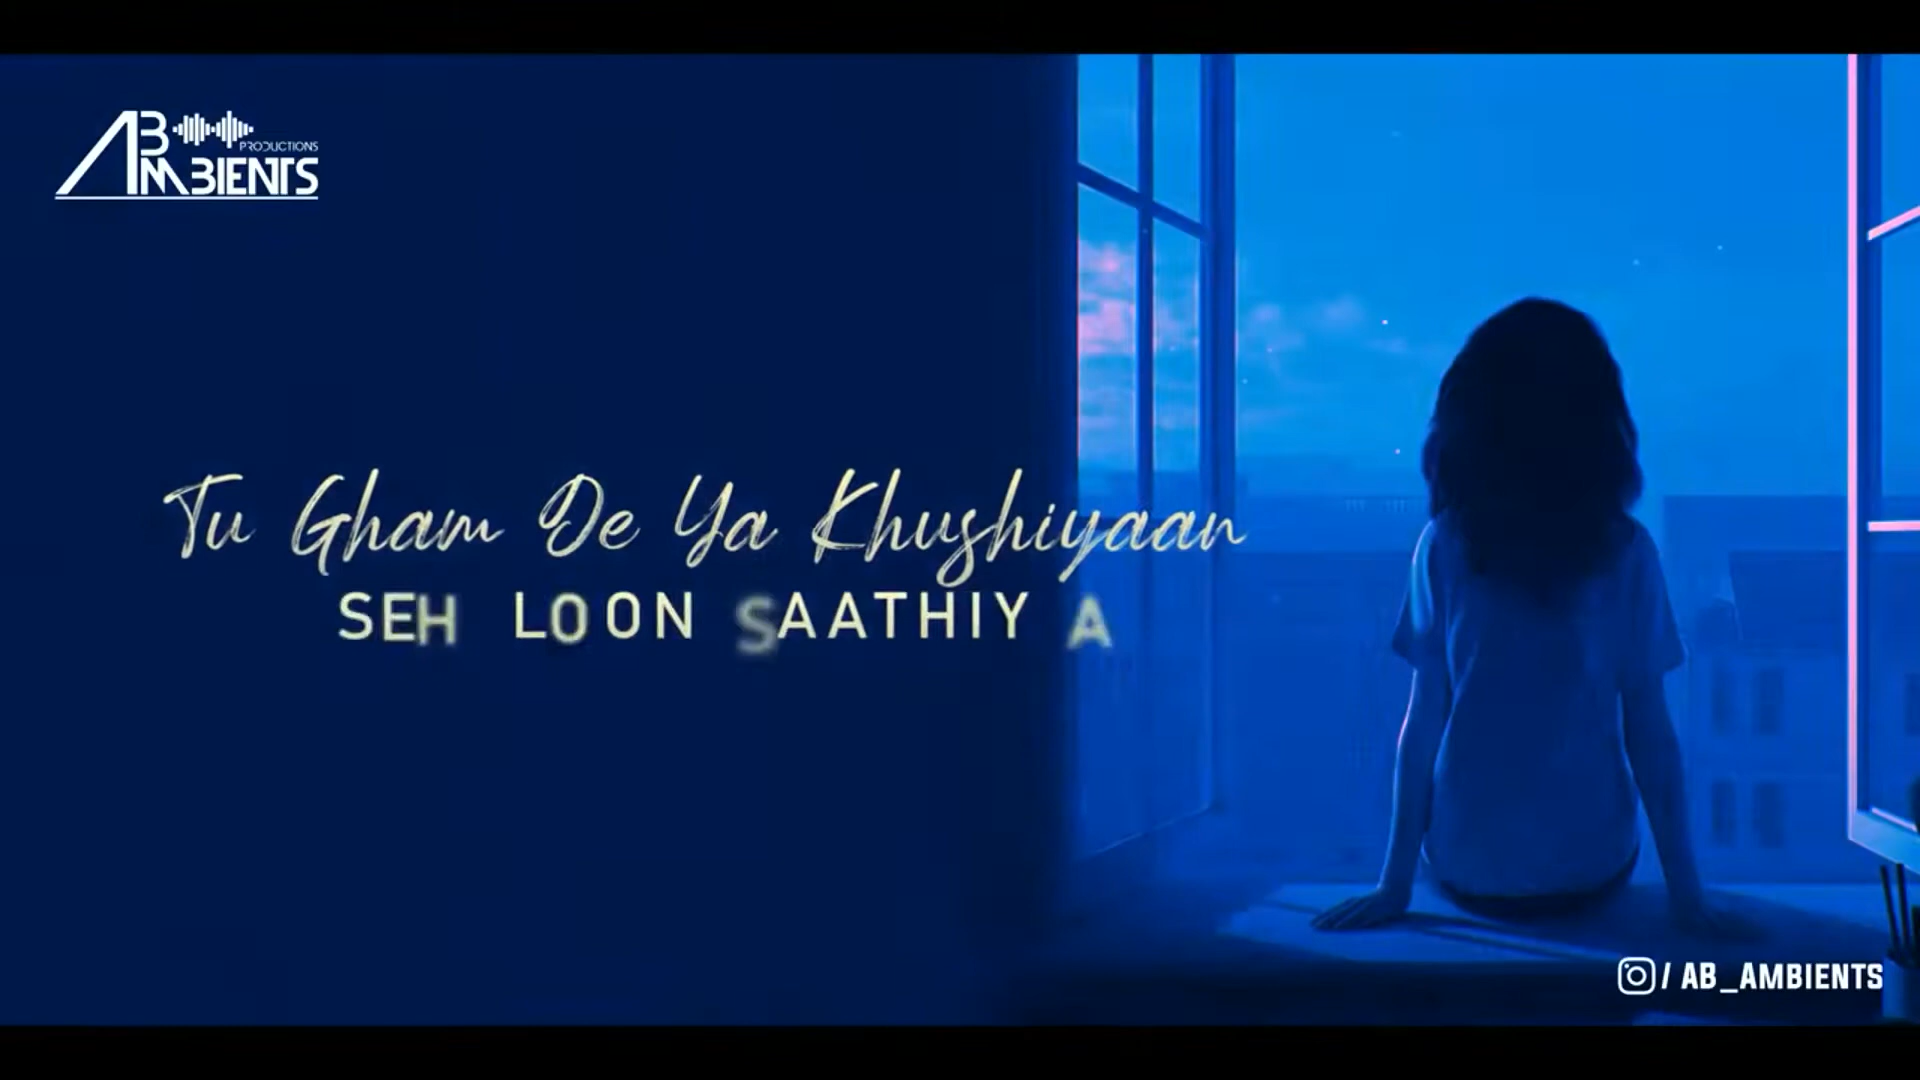 AB
PRODUCTIONS
AMBIENTS
Tu Gham De Ya Khushiyaan
SEH LOON SAATHIYA
/ AB_AMBIENTS